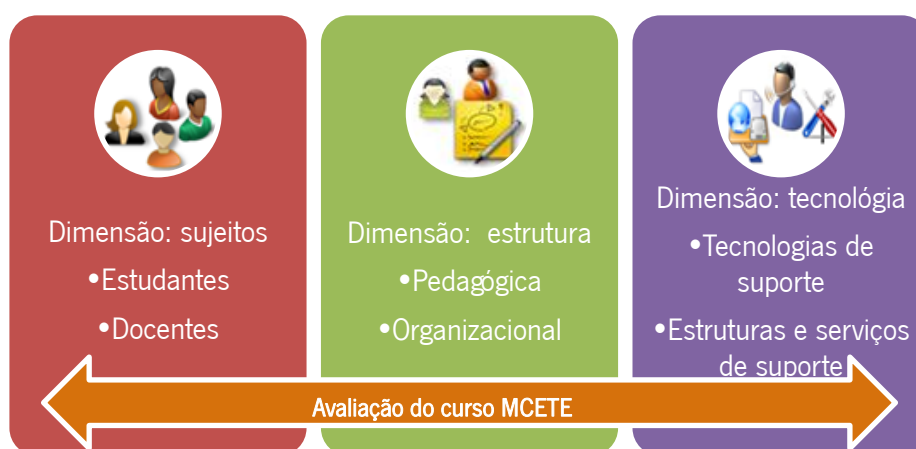 Dimensão: sujeitos
•Estudantes
•Docentes
Dimensão: estrutura
•Pedagógica
•Organizacional
Dimensão: tecnológia
•Tecnologias de
suporte
•Estruturas e serviços
de suporte
Avaliação do curso MCETE